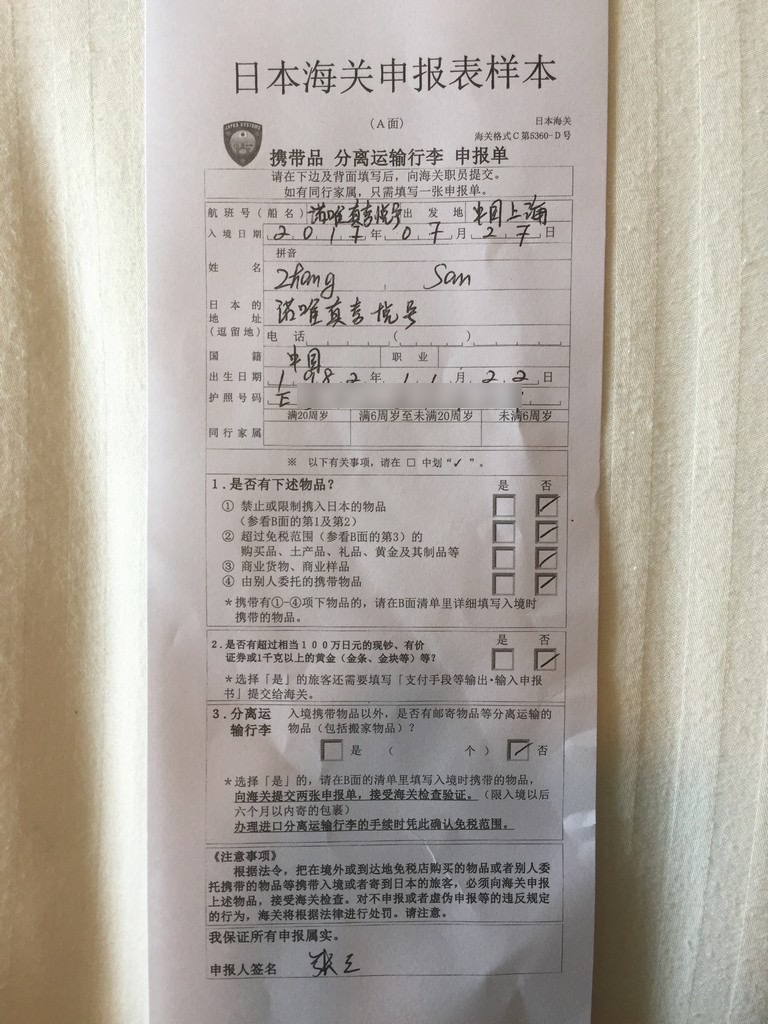 日本海关申报表样本
(A面)
日本海关
海关格式C第5360-D号
JAPAN CUSTOMS
携带品 分离运输行李 申报单
请在下边及背面填写后，向海关职员提交。
如有同行家属，只需填写一张申报单。
航班号(船名) 诺唯真喜悦号 出发地 中国上海
入境日期 2017年07月27日
拼音
姓名 Zhang San
日本的
地址 诺唯真喜悦号
(逗留地) 电话 ( )
国籍 中国 职业
出生日期 1982年11月22日
护照号码 E
满20周岁 满6周岁至未满20周岁 未满6周岁
同行家属
※ 以下有关事项，请在 □ 中划"✓"。
1.是否有下述物品？ 是 否
① 禁止或限制携入日本的物品
(参看B面的第1及第2)
② 超过免税范围（参看B面的第3）的
购买品、土产品、礼品、黄金及其制品等
③ 商业货物、商业样品
④ 由别人委托的携带物品
*携带有①-④项下物品的，请在B面清单里详细填写入境时
携带的物品。
2.是否有超过相当100万日元的现钞、有价 是 否
证券或1千克以上的黄金（金条、金块等）等？
*选择「是」的旅客还需要填写「支付手段等输出·输入申报
书」提交给海关。
3.分离运 入境携带物品以外，是否有邮寄物品等分离运输的
输行李 物品（包括搬家物品）？
是 ( 个) 否
*选择「是」的，请在B面的清单里填写入境时携带的物品，
向海关提交两张申报单，接受海关检查验证。（限入境以后
六个月以内寄的包裹）
办理进口分离运输行李的手续时凭此确认免税范围。
《注意事项》
根据法令，把在境外或到达地免税店购买的物品或者别人委
托携带的物品等携带入境或者寄到日本的旅客，必须向海关申报
上述物品，接受海关检查。对不申报或者虚伪申报等的违反规定
的行为，海关将根据法律进行处罚。请注意。
我保证所有申报属实。
申报人签名 张三